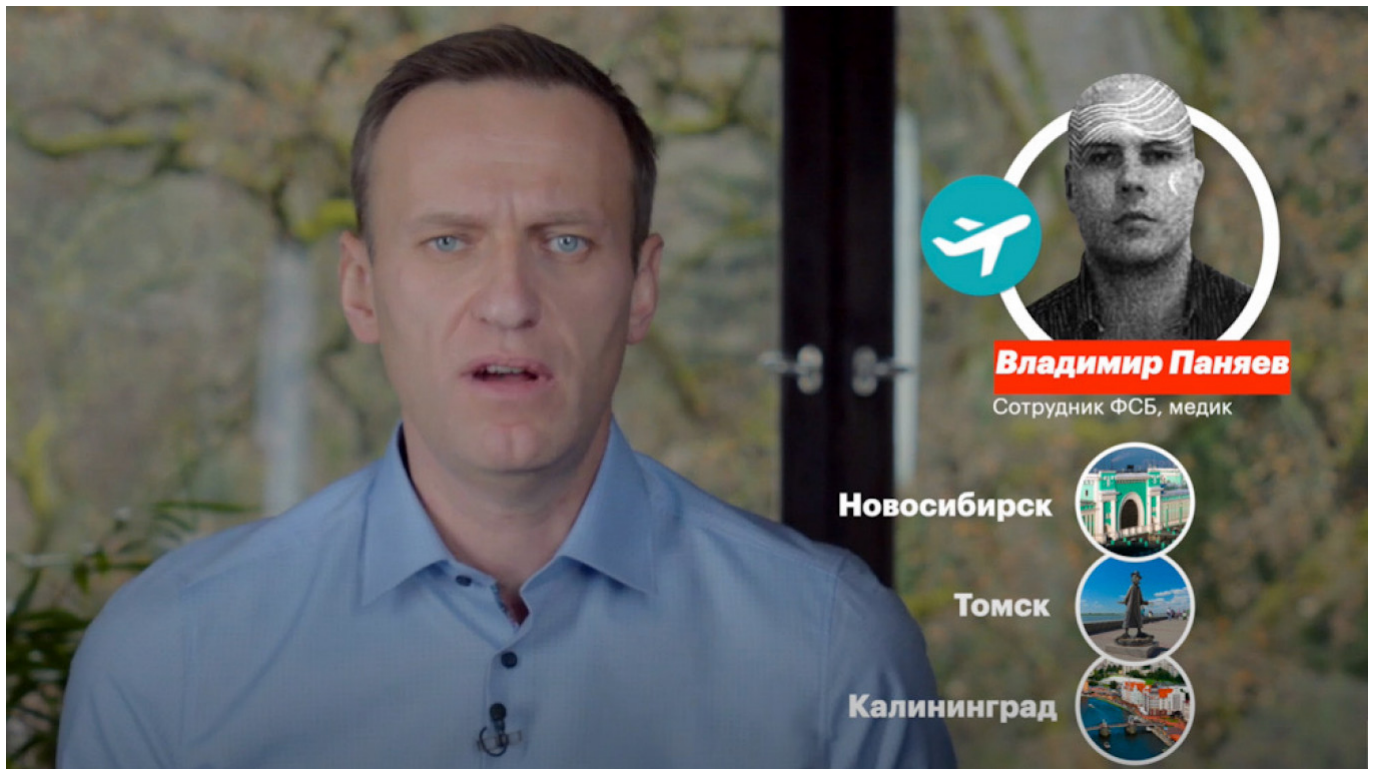 Владимир Паняев
Сотрудник ФСБ, медик
Новосибирск
Томск
Калининград